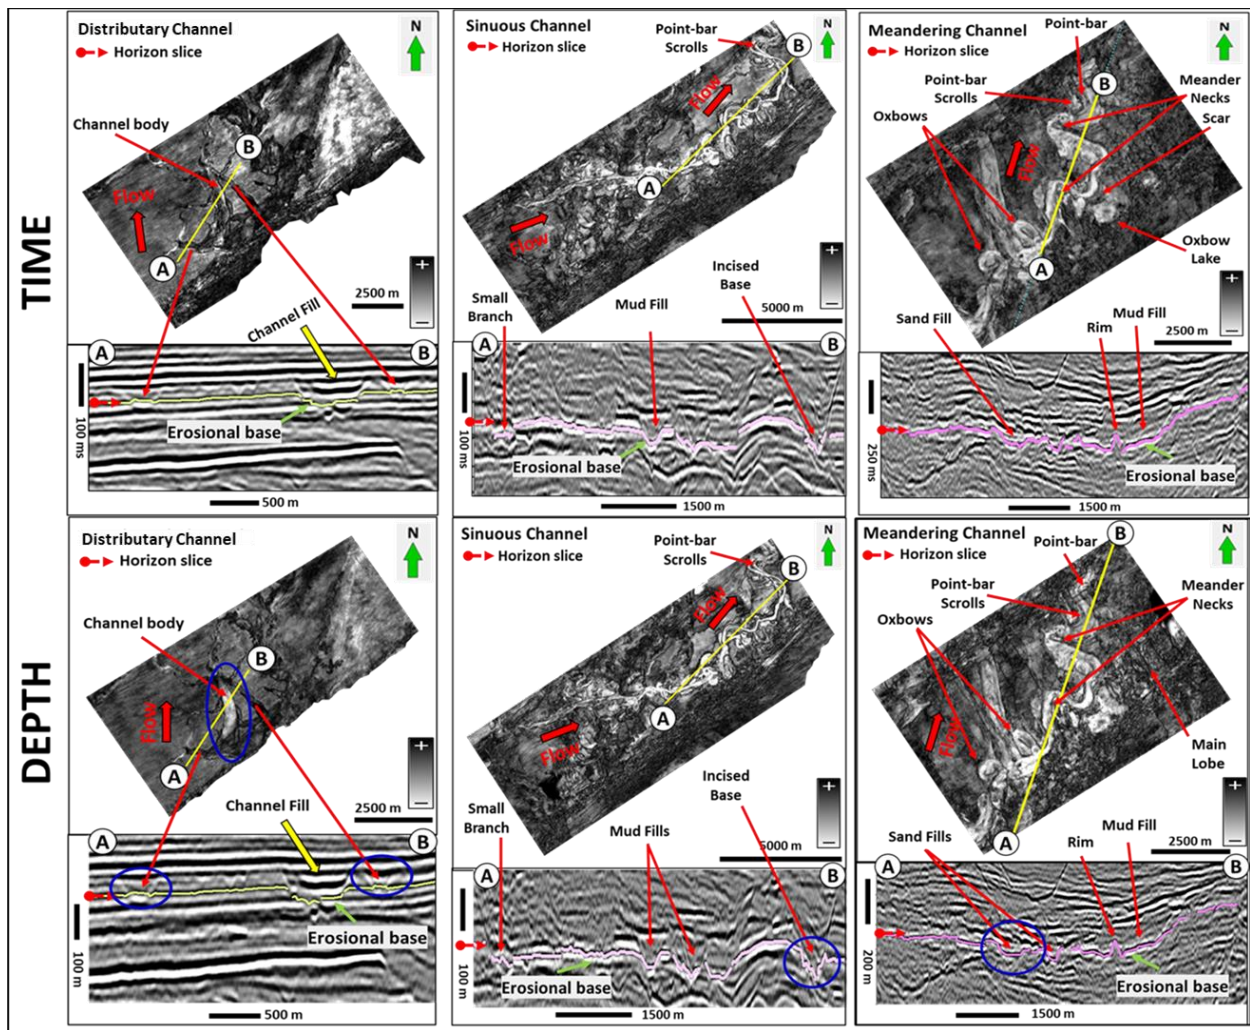 TIME
Distributary Channel
Horizon slice
N
Channel body
B
Flow
A
+
−
2500 m
Channel Fill
A
B
Erosional base
100 ms
500 m
Sinuous Channel
Horizon slice
Point-bar
Scrolls
B
N
Flow
A
Flow
+
−
5000 m
Small
Branch
Mud Fill
Incised
Base
A
B
Erosional base
100 ms
1500 m
Meandering Channel
Horizon slice
Point-bar
N
Point-bar
Scrolls
B
Meander
Necks
Scar
Oxbows
Flow
Oxbow
Lake
A
+
−
Sand Fill
Rim
Mud Fill
2500 m
Erosional base
250 ms
1500 m
DEPTH
Distributary Channel
Horizon slice
N
Channel body
B
Flow
A
+
−
Channel Fill
2500 m
A
B
Erosional base
100 m
500 m
Sinuous Channel
Horizon slice
Point-bar
Scrolls
B
N
Flow
A
Flow
+
−
Small
Branch
Mud Fills
Incised
Base
5000 m
A
B
Erosional base
100 m
1500 m
Meandering Channel
Horizon slice
Point-bar
B
N
Point-bar
Scrolls
Meander
Necks
Oxbows
Flow
Main
Lobe
A
+
−
Sand Fills
Rim
Mud Fill
2500 m
A
B
Erosional base
200 m
1500 m